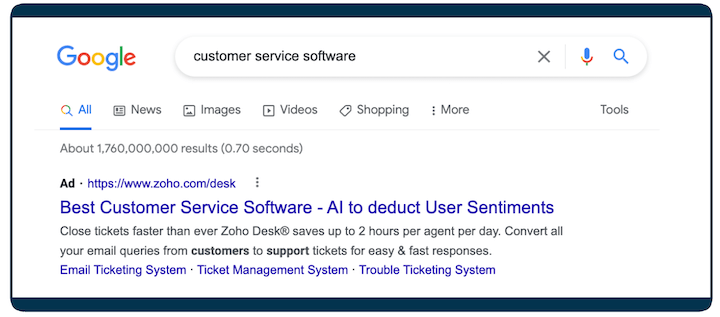 Google
customer service software
All News Images Videos Shopping More Tools
About 1,760,000,000 results (0.70 seconds)
Ad · https://www.zoho.com/desk
Best Customer Service Software - AI to deduct User Sentiments
Close tickets faster than ever Zoho Desk® saves up to 2 hours per agent per day. Convert all
your email queries from customers to support tickets for easy & fast responses.
Email Ticketing System · Ticket Management System · Trouble Ticketing System